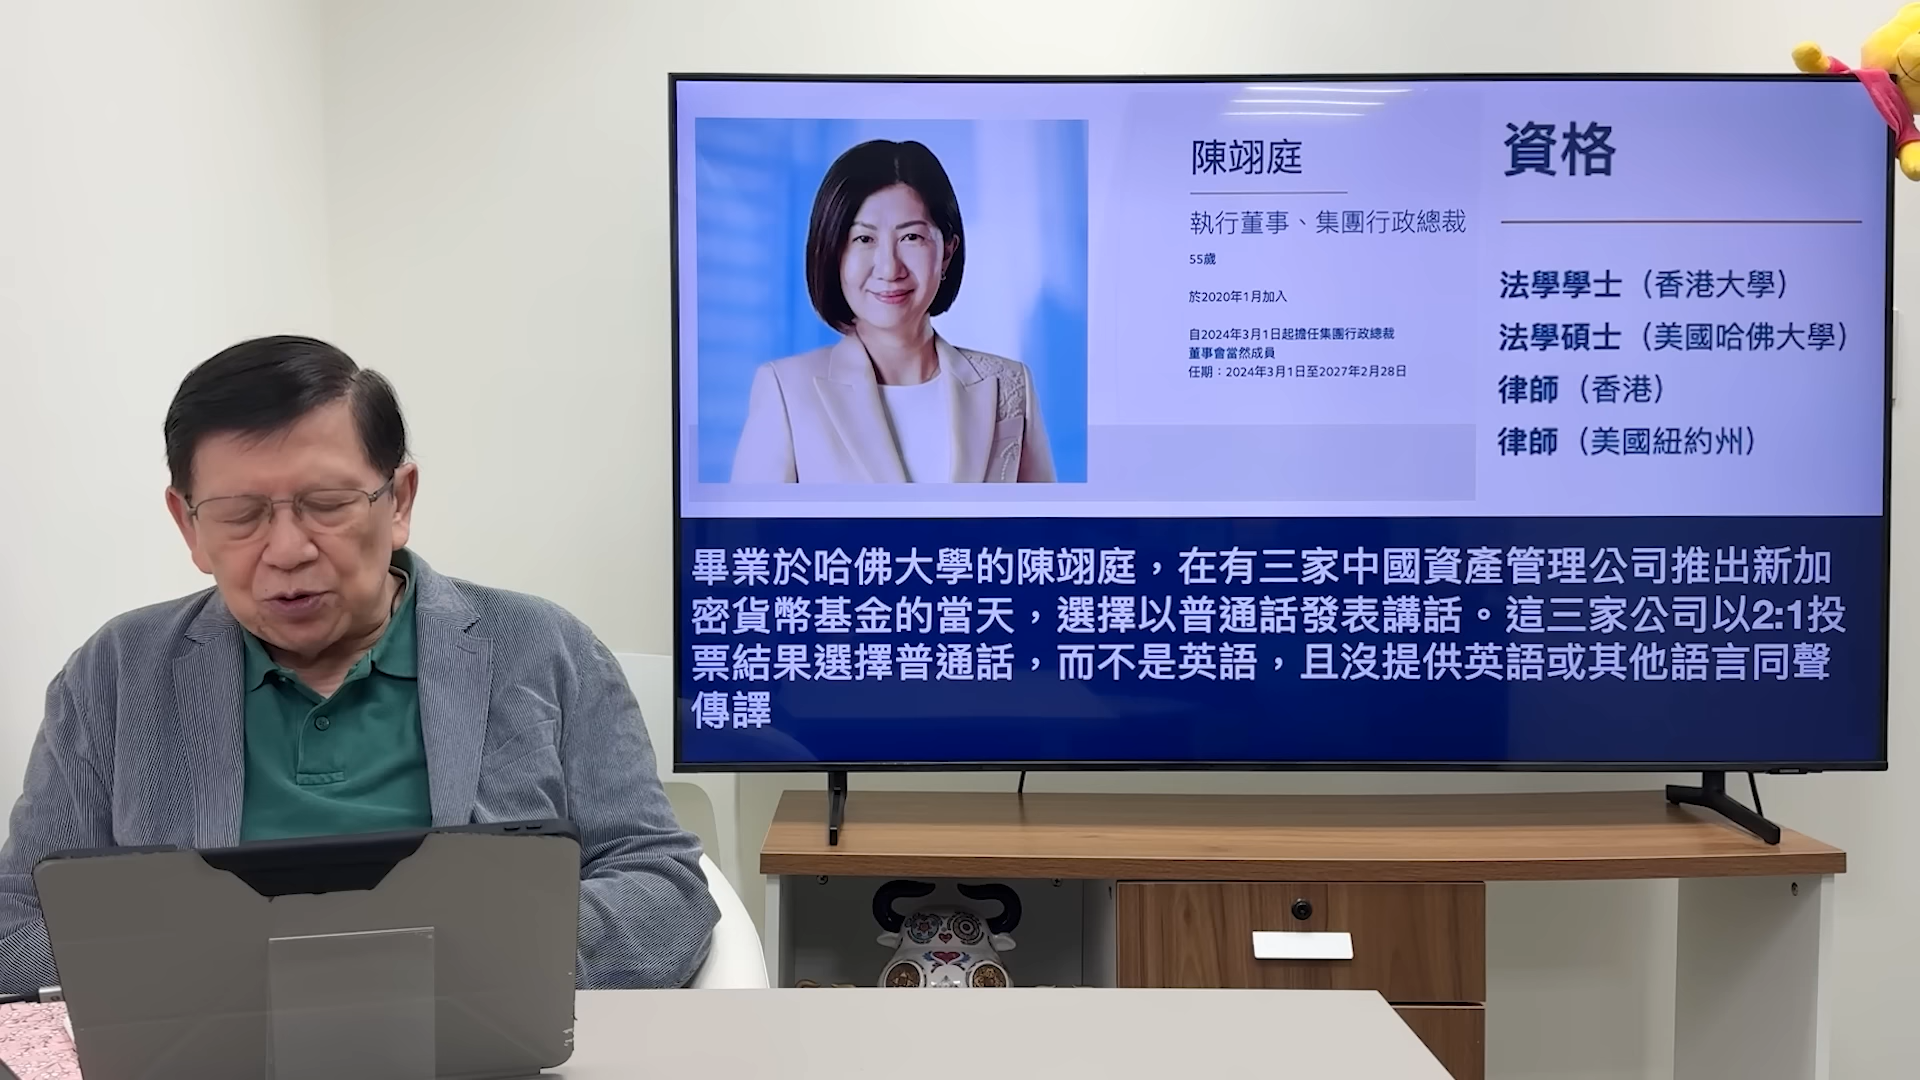 陳翊庭
執行董事、集團行政總裁
55歲
於2020年1月加入
自2024年3月1日起擔任集團行政總裁
董事會當然成員
任期：2024年3月1日至2027年2月28日
資格
法學學士（香港大學）
法學碩士（美國哈佛大學）
律師（香港）
律師（美國紐約州）
畢業於哈佛大學的陳翊庭，在有三家中國資產管理公司推出新加
密貨幣基金的當天，選擇以普通話發表講話。這三家公司以2:1投
票結果選擇普通話，而不是英語，且沒提供英語或其他語言同聲
傳譯